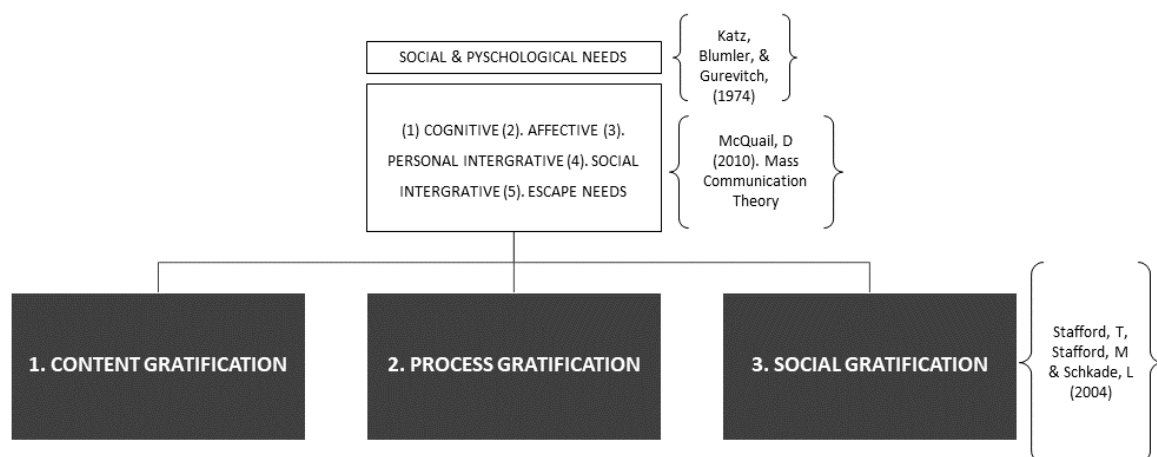 SOCIAL & PYSCHOLOGICAL NEEDS
Katz,
Blumler, &
Gurevitch,
(1974)
(1) COGNITIVE (2). AFFECTIVE (3).
PERSONAL INTERGRATIVE (4). SOCIAL
INTERGRATIVE (5). ESCAPE NEEDS
McQuail, D
(2010). Mass
Communication
Theory
1. CONTENT GRATIFICATION
2. PROCESS GRATIFICATION
3. SOCIAL GRATIFICATION
Stafford, T,
Stafford, M
& Schkade, L
(2004)